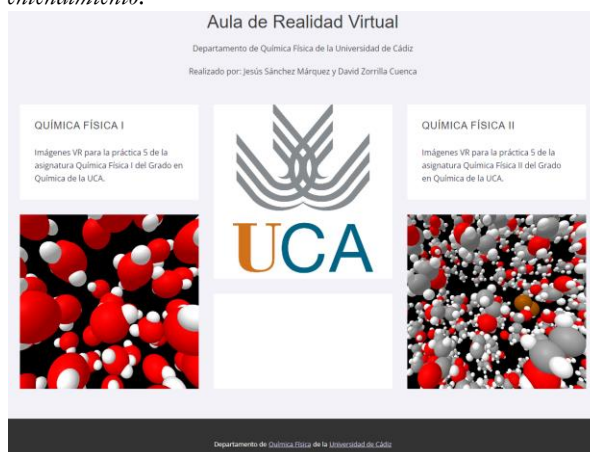 entendimiento.
Aula de Realidad Virtual
Departamento de Química Física de la Universidad de Cádiz
Realizado por: Jesús Sánchez Márquez y David Zorrilla Cuenca
QUÍMICA FÍSICA I
Imágenes VR para la práctica 5 de la
asignatura Química Física I del Grado en
Química de la UCA.
UCA
QUÍMICA FÍSICA II
Imágenes VR para la práctica 5 de la
asignatura Química Física II del Grado
en Química de la UCA.
Departamento de Química Física de la Universidad de Cádiz